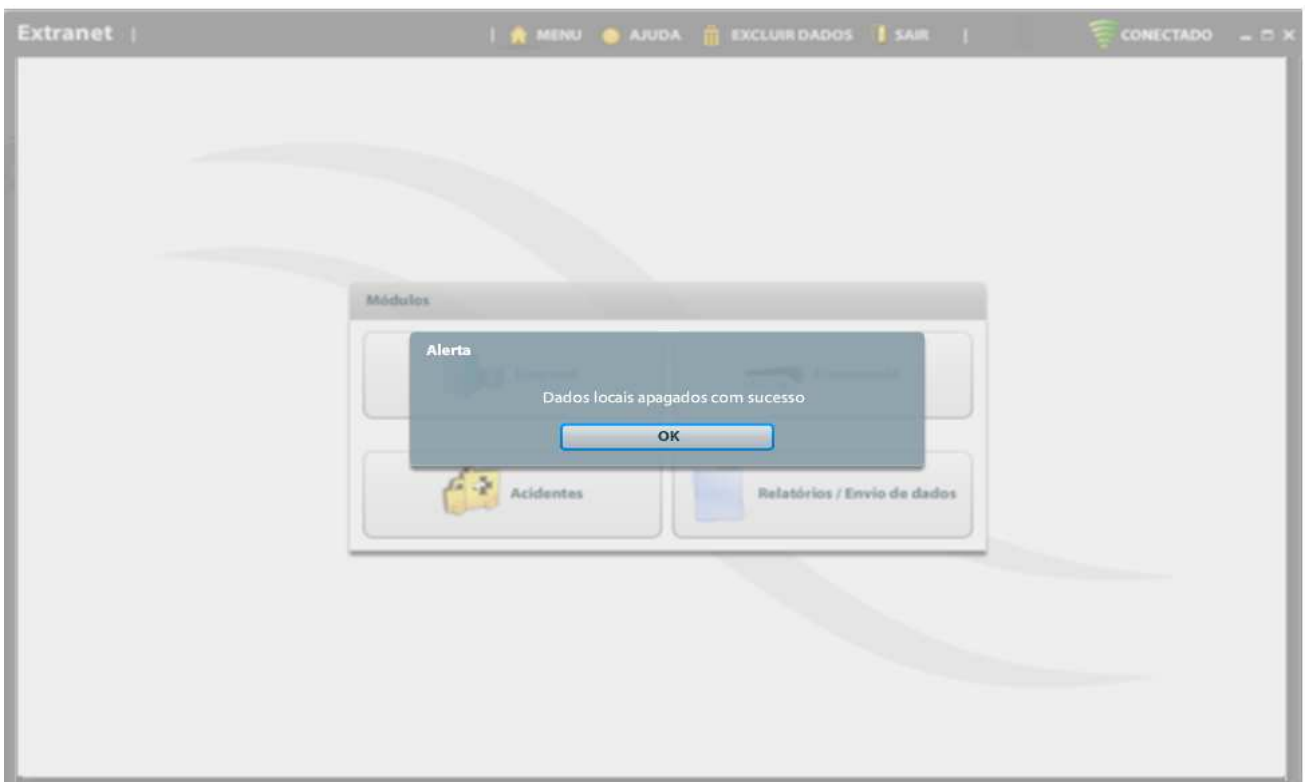 Extranet |
| MENU AJUDA EXCLUIR DADOS SAIR |
CONECTADO
Módulos
Alerta
Dados locais apagados com sucesso
OK
Acidentes
Relatórios / Envio de dados